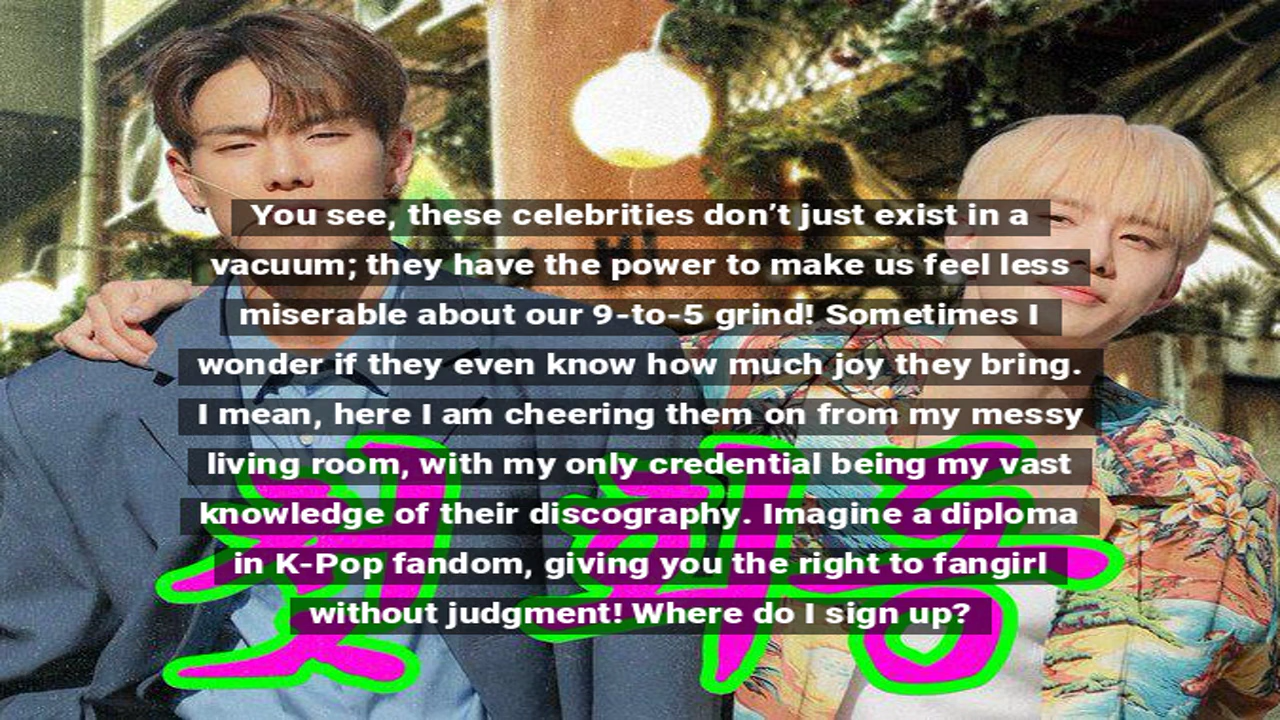 You see, these celebrities don’t just exist in a
vacuum; they have the power to make us feel less
miserable about our 9-to-5 grind! Sometimes I
wonder if they even know how much joy they bring.
I mean, here I am cheering them on from my messy
living room, with my only credential being my vast
knowledge of their discography. Imagine a diploma
in K-Pop fandom, giving you the right to fangirl
without judgment! Where do I sign up?